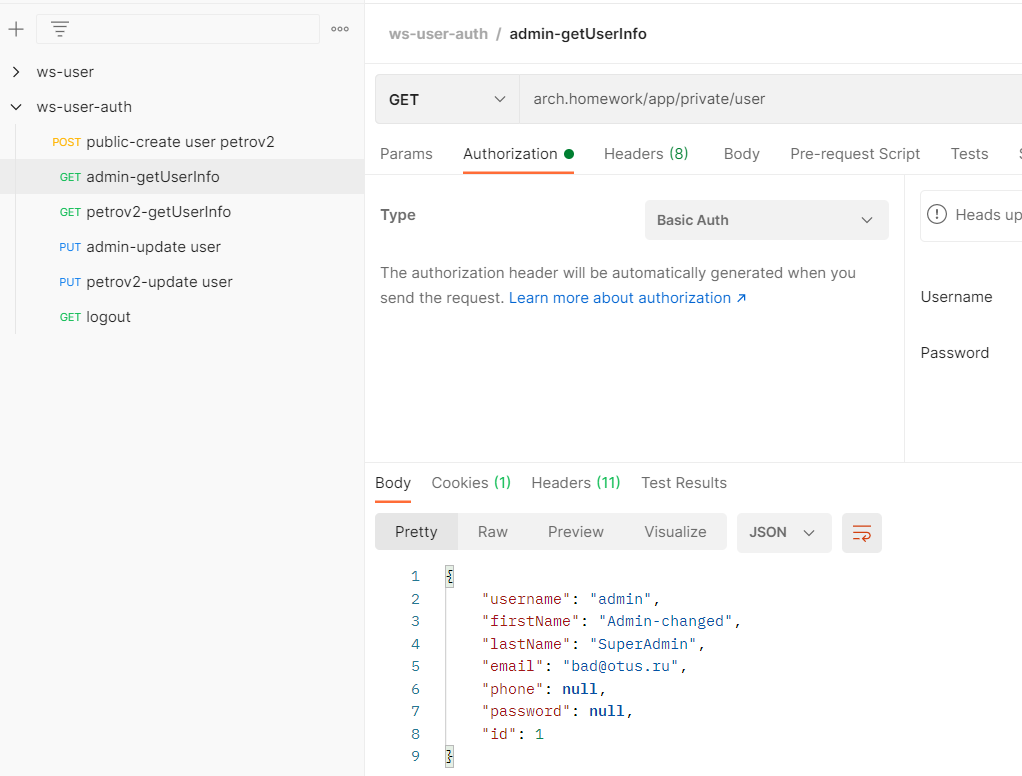 ws-user
ws-user-auth
POST public-create user petrov2
GET admin-getUserInfo
GET petrov2-getUserInfo
PUT admin-update user
PUT petrov2-update user
GET logout
ws-user-auth / admin-getUserInfo
GET arch.homework/app/private/user
Params Authorization Headers (8) Body Pre-request Script Tests
Type Basic Auth
The authorization header will be automatically generated when you
send the request. Learn more about authorization ↗
Heads up
Username
Password
Body Cookies (1) Headers (11) Test Results
Pretty Raw Preview Visualize JSON
1 {
2 "username": "admin",
3 "firstName": "Admin-changed",
4 "lastName": "SuperAdmin",
5 "email": "bad@otus.ru",
6 "phone": null,
7 "password": null,
8 "id": 1
9 }